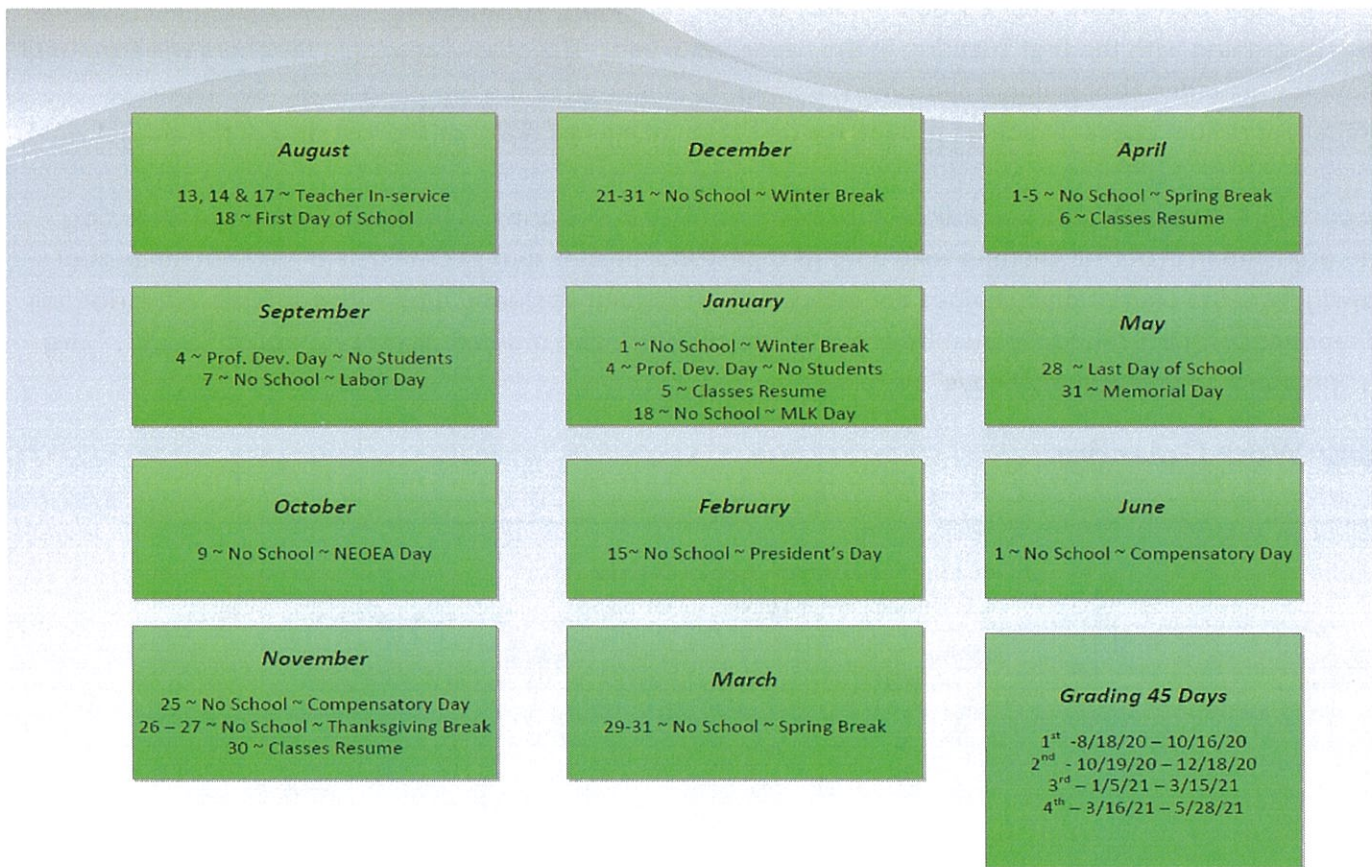 August
13, 14 & 17 ~ Teacher In-service
18 ~ First Day of School
September
4 ~ Prof. Dev. Day ~ No Students
7 ~ No School ~ Labor Day
October
9 ~ No School ~ NEOEA Day
November
25 ~ No School ~ Compensatory Day
26 – 27 ~ No School ~ Thanksgiving Break
30 ~ Classes Resume
December
21-31 ~ No School ~ Winter Break
January
1 ~ No School ~ Winter Break
4 ~ Prof. Dev. Day ~ No Students
5 ~ Classes Resume
18 ~ No School ~ MLK Day
February
15~ No School ~ President's Day
March
29-31 ~ No School ~ Spring Break
April
1-5 ~ No School ~ Spring Break
6 ~ Classes Resume
May
28 ~ Last Day of School
31 ~ Memorial Day
June
1 ~ No School ~ Compensatory Day
Grading 45 Days
1st -8/18/20 – 10/16/20
2nd - 10/19/20 – 12/18/20
3rd – 1/5/21 – 3/15/21
4th – 3/16/21 – 5/28/21